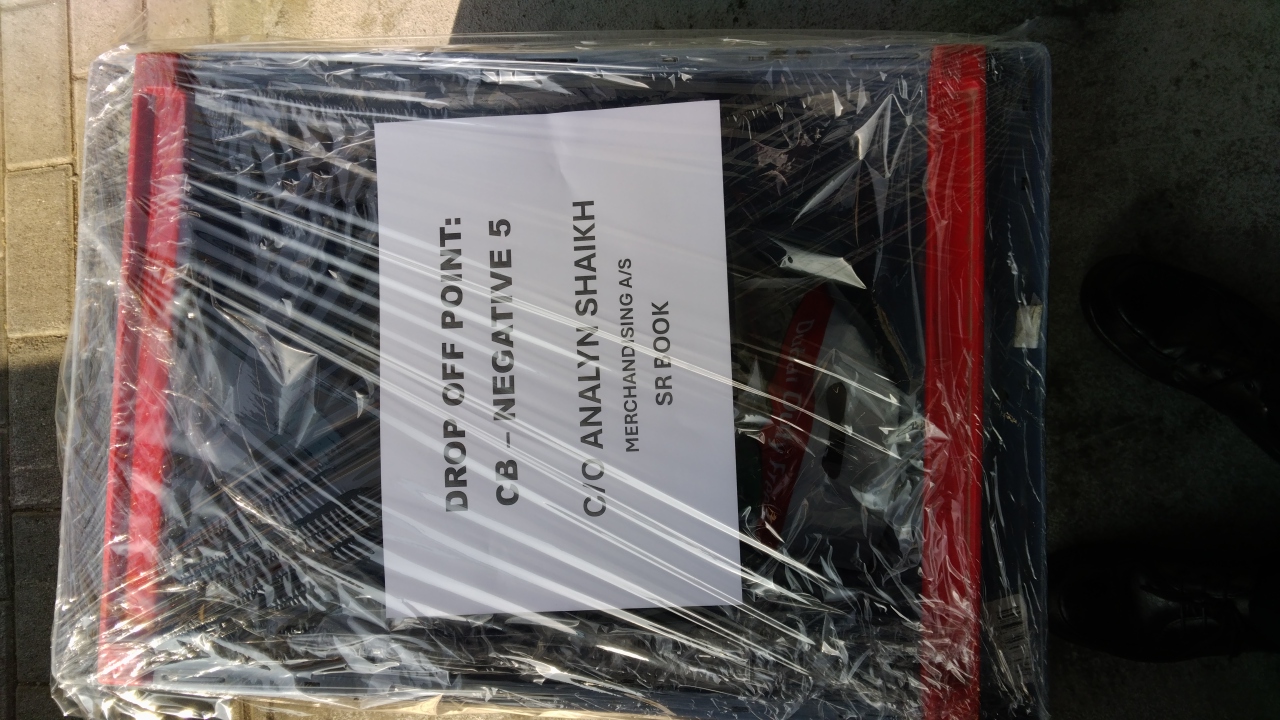 DROP OFF POINT:
CB – NEGATIVE 5
C/O ANALYN SHAIKH
MERCHANDISING A/S
SR BOOK